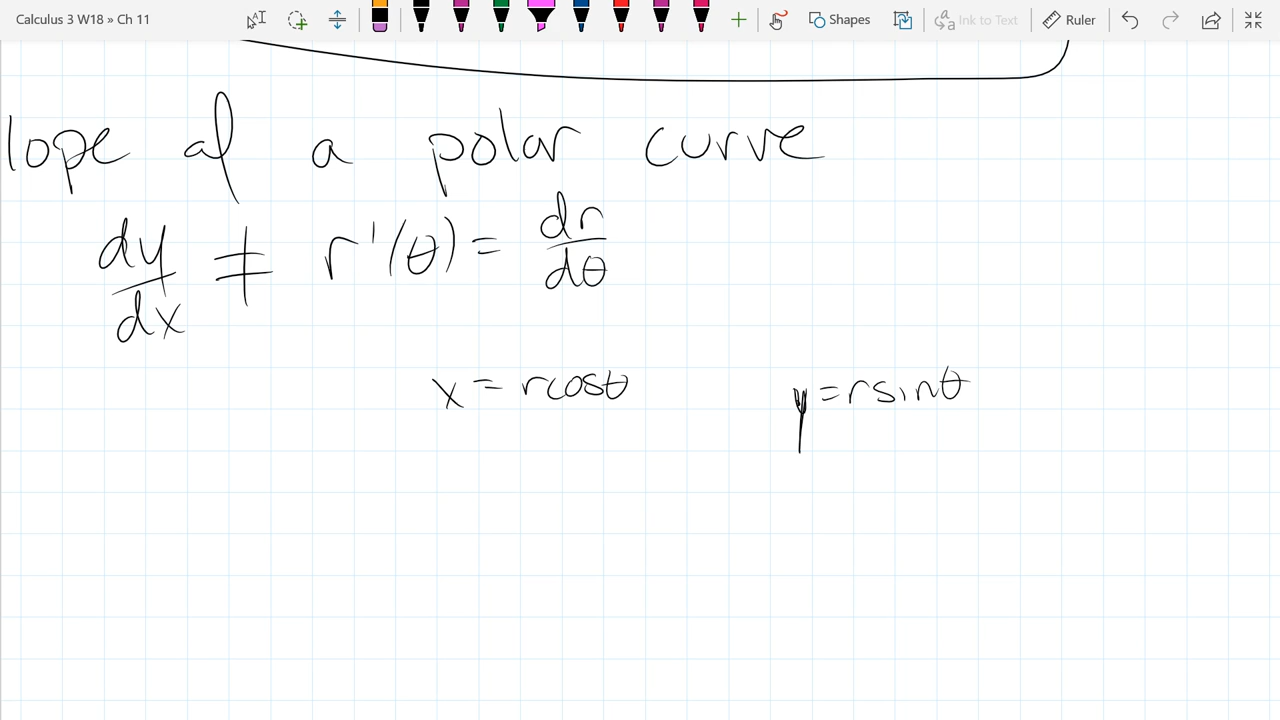 Calculus 3 W18 » Ch 11
Shapes
Ink to Text
Ruler
lope of a polar curve
dy/dx ≠ r'(θ) = dr/dθ
x = rcosθ y = rsinθ